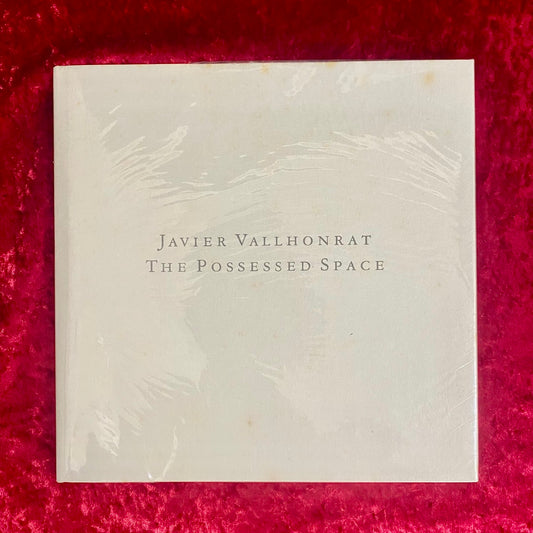 Javier Vallhonrat
The Possessed Space